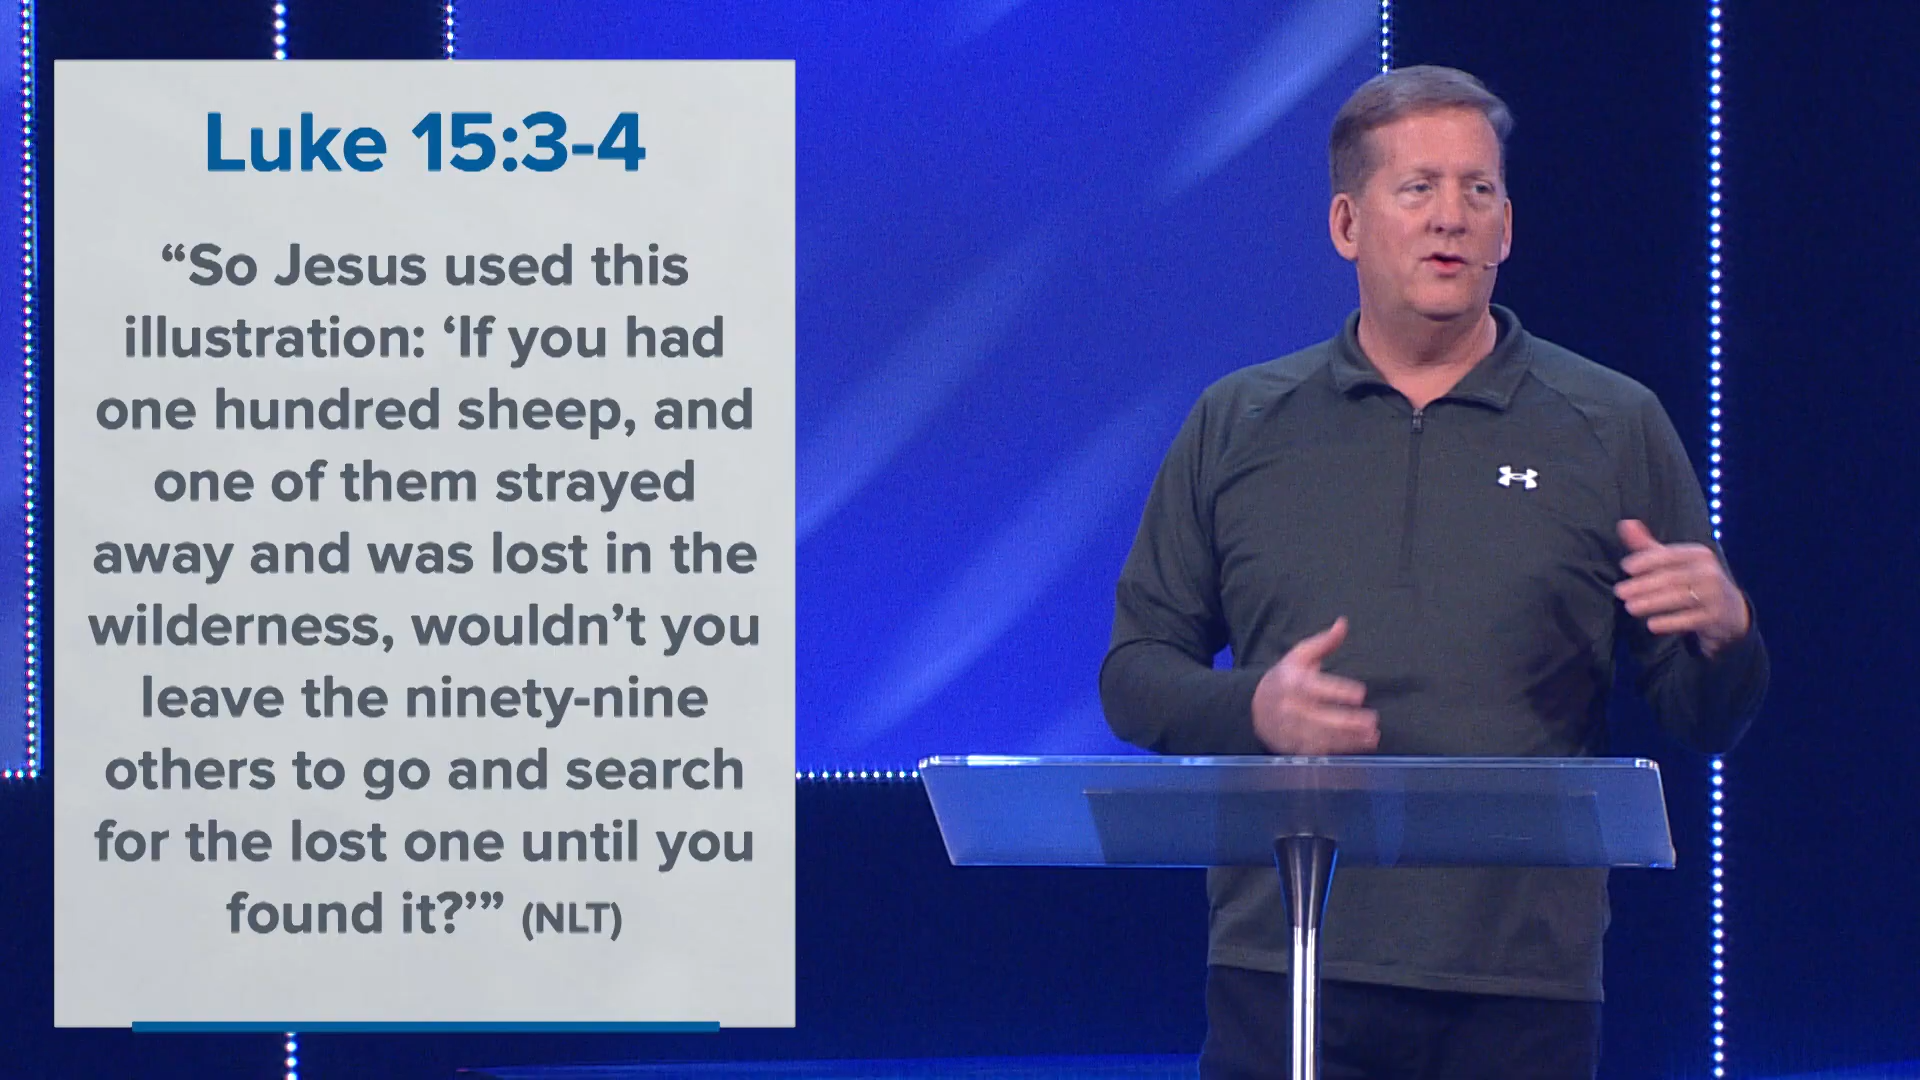 Luke 15:3-4
“So Jesus used this
illustration: ‘If you had
one hundred sheep, and
one of them strayed
away and was lost in the
wilderness, wouldn’t you
leave the ninety-nine
others to go and search
for the lost one until you
found it?’” (NLT)